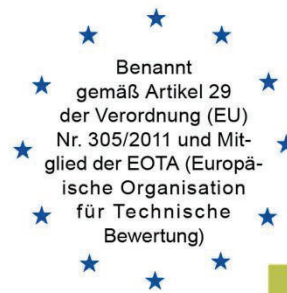 Benannt
gemäß Artikel 29
der Verordnung (EU)
Nr. 305/2011 und Mit-
glied der EOTA (Europä-
ische Organisation
für Technische
Bewertung)